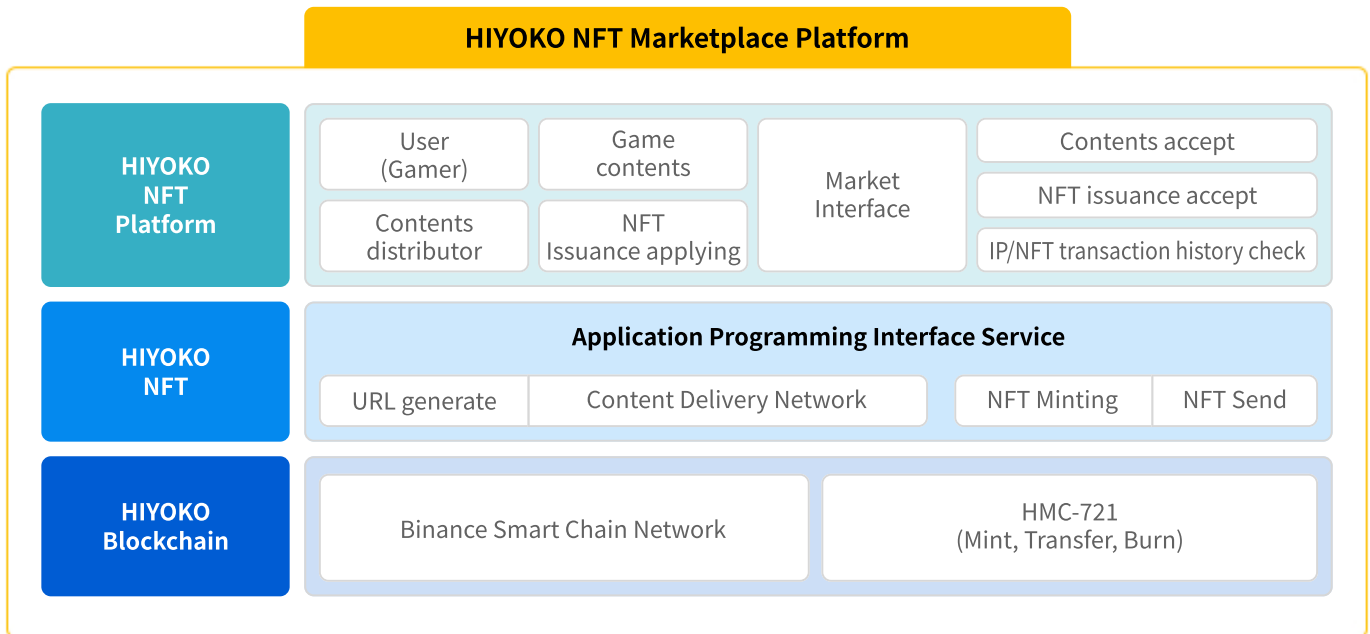 HIYOKO NFT Marketplace Platform
HIYOKO
NFT
Platform
User
(Gamer)
Game
contents
Contents
distributor
NFT
Issuance applying
Market
Interface
Contents accept
NFT issuance accept
IP/NFT transaction history check
HIYOKO
NFT
Application Programming Interface Service
URL generate
Content Delivery Network
NFT Minting
NFT Send
HIYOKO
Blockchain
Binance Smart Chain Network
HMC-721
(Mint, Transfer, Burn)